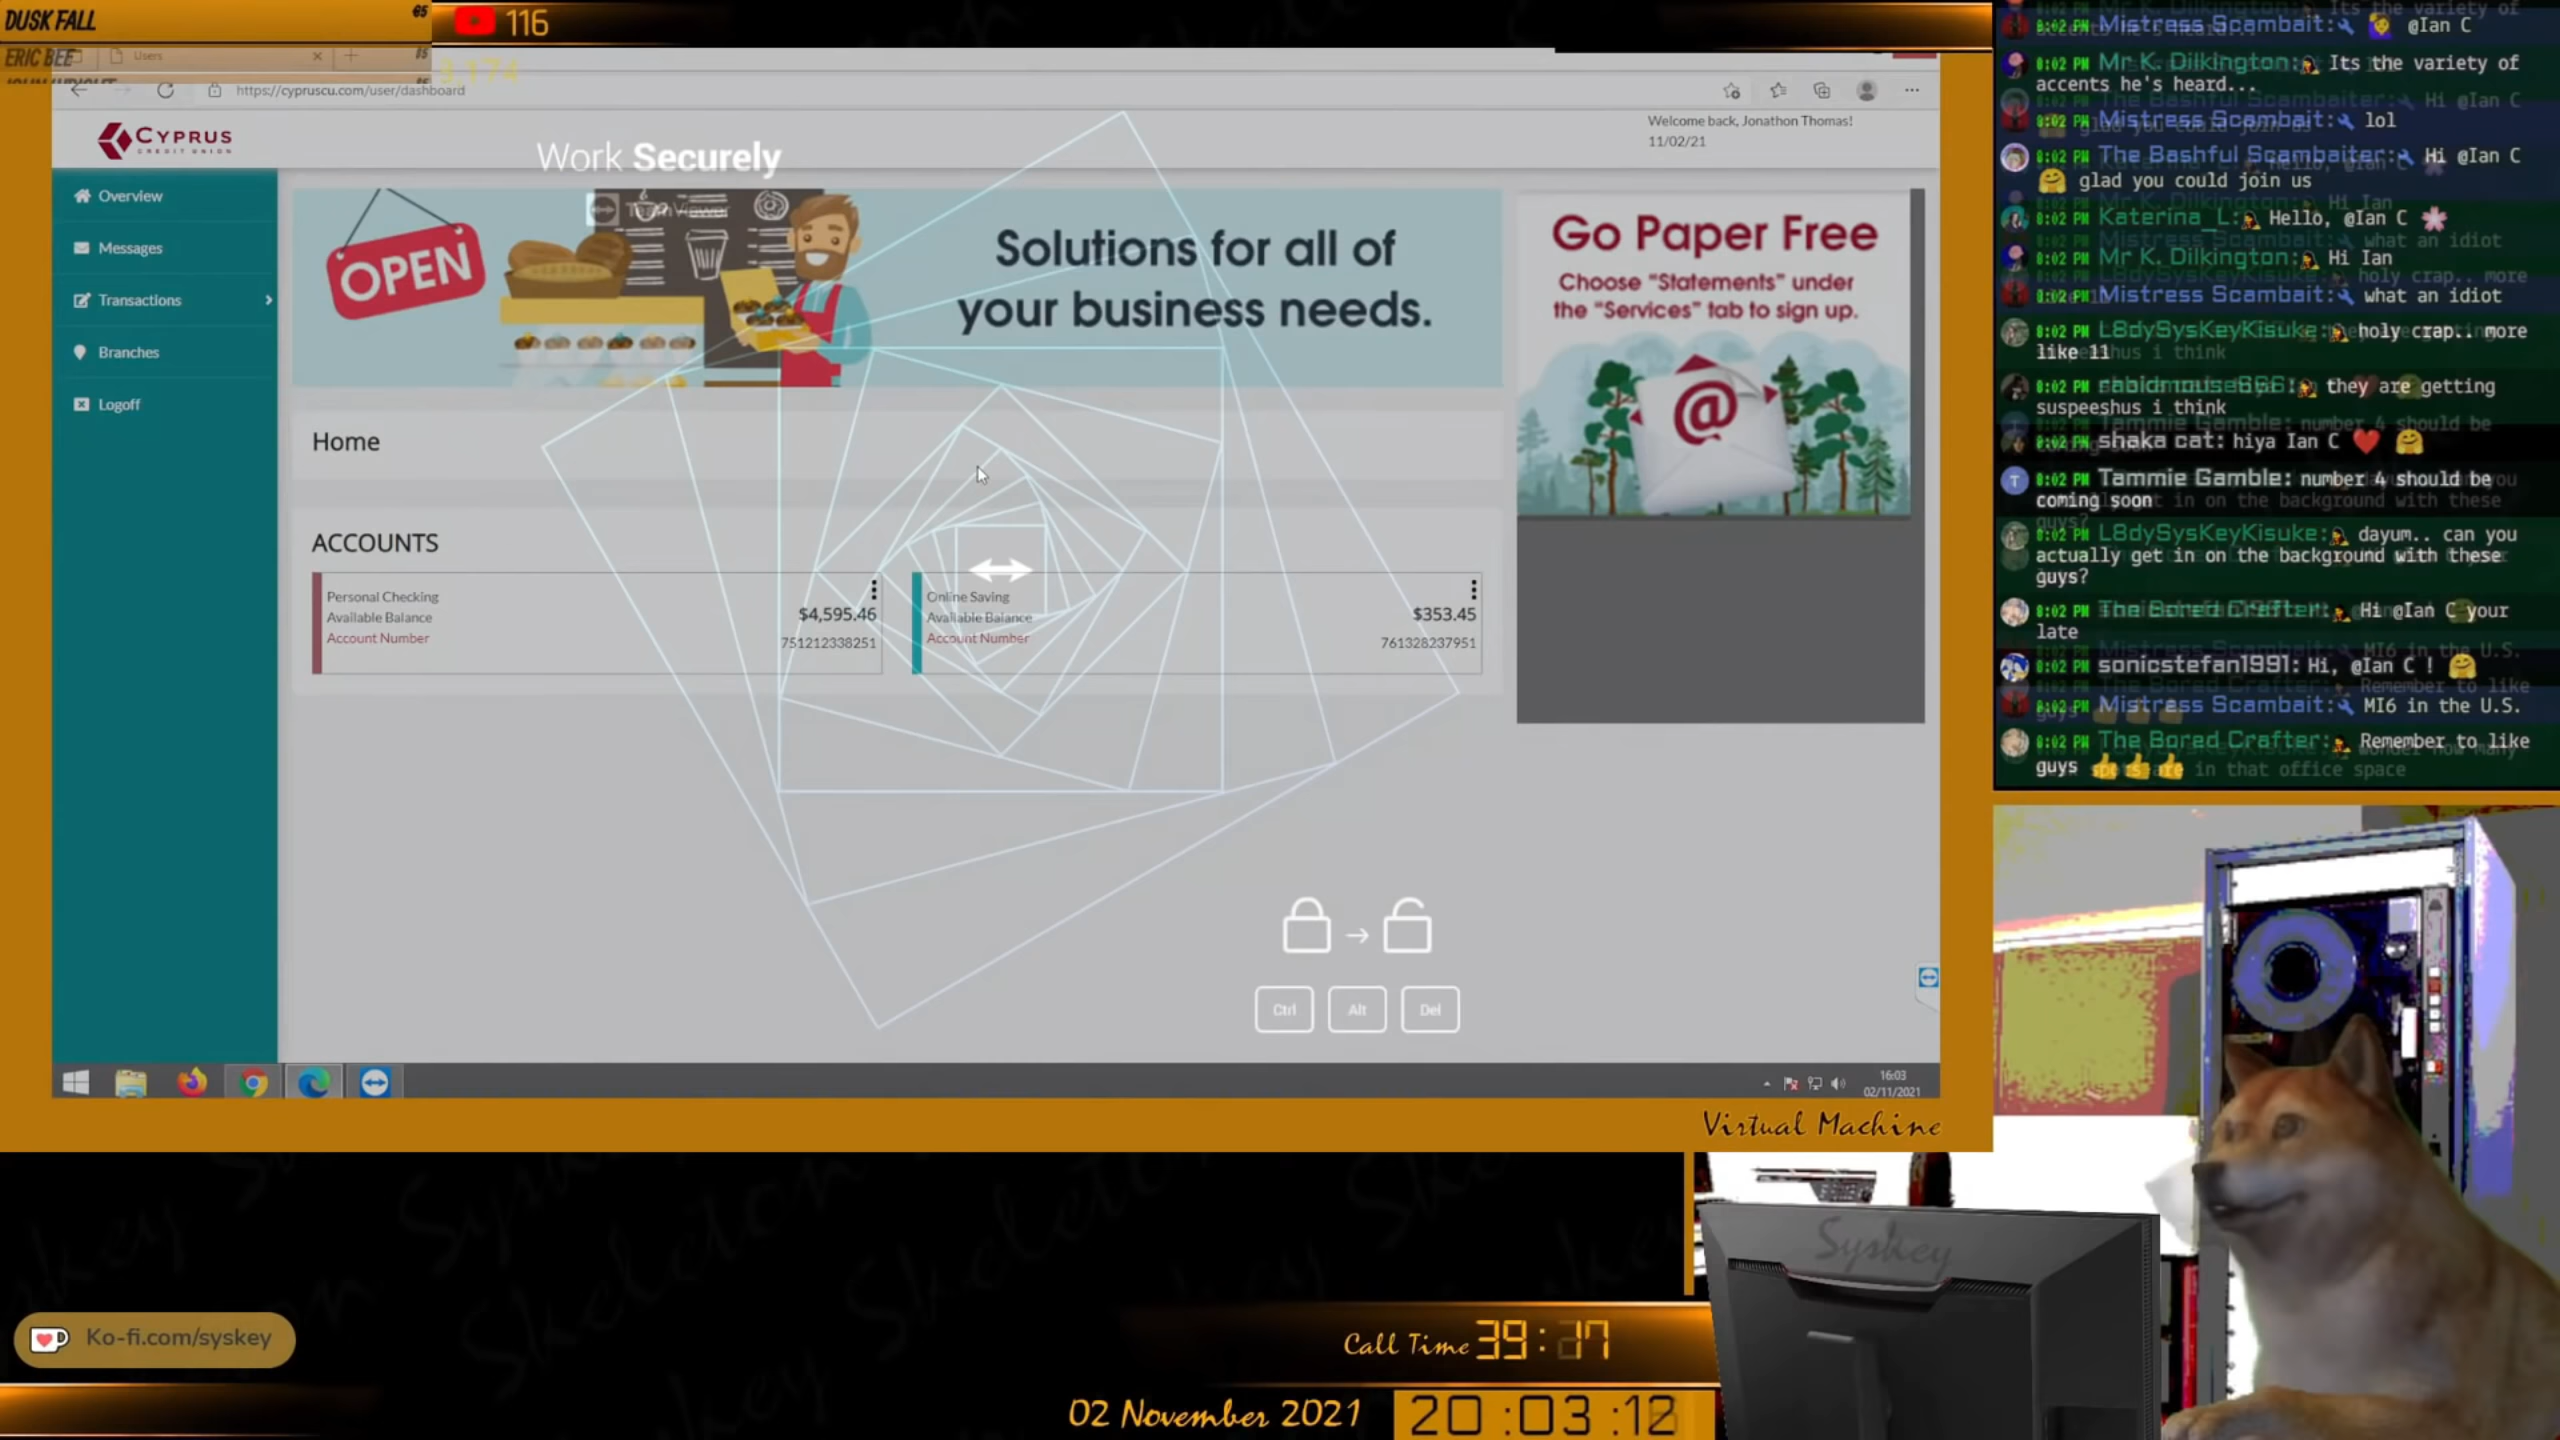 DUSK FALL
ERIC BEE
116
Users
https://cypruscu.com/user/dashboard
CYPRUS
CREDIT UNION
Work Securely
Welcome back, Jonathon Thomas!
11/02/21
Overview
Messages
Transactions
Branches
Logoff
OPEN
TeamViewer
Solutions for all of
your business needs.
Go Paper Free
Choose “Statements” under
the “Services” tab to sign up.
@
Home
ACCOUNTS
Personal Checking
Available Balance
$4,595.46
Account Number
751212338251
Online Saving
Available Balance
$353.45
Account Number
761328237951
Ctrl
Alt
Del
16:03
02/11/2021
Virtual Machine
8:02 PM Mistress Scambait: @Ian C
8:02 PM Mr K. Dilkington: Its the variety of
accents he's heard...
8:02 PM Mistress Scambait: lol
8:02 PM The Bashful Scambaiter: Hi @Ian C
glad you could join us
8:02 PM Katerina_L: Hello, @Ian C
8:02 PM Mr K. Dilkington: Hi Ian
8:02 PM Mistress Scambait: what an idiot
8:02 PM L8dySysKeyKisuke: holy crap.. more
like 11
8:02 PM they are getting
suspeeshus i think
8:02 PM shaka cat: hiya Ian C
8:02 PM Tammie Gamble: number 4 should be
coming soon
8:02 PM L8dySysKeyKisuke: dayum.. can you
actually get in on the background with these
guys?
8:02 PM The Bored Crafter: Hi @Ian C your
late
8:02 PM sonicstefan1991: Hi, @Ian C !
8:02 PM Mistress Scambait: MI6 in the U.S.
8:02 PM The Bored Crafter: Remember to like
guys
Syskey
Ko-fi.com/syskey
Call Time 39:
02 November 2021
20:03:12